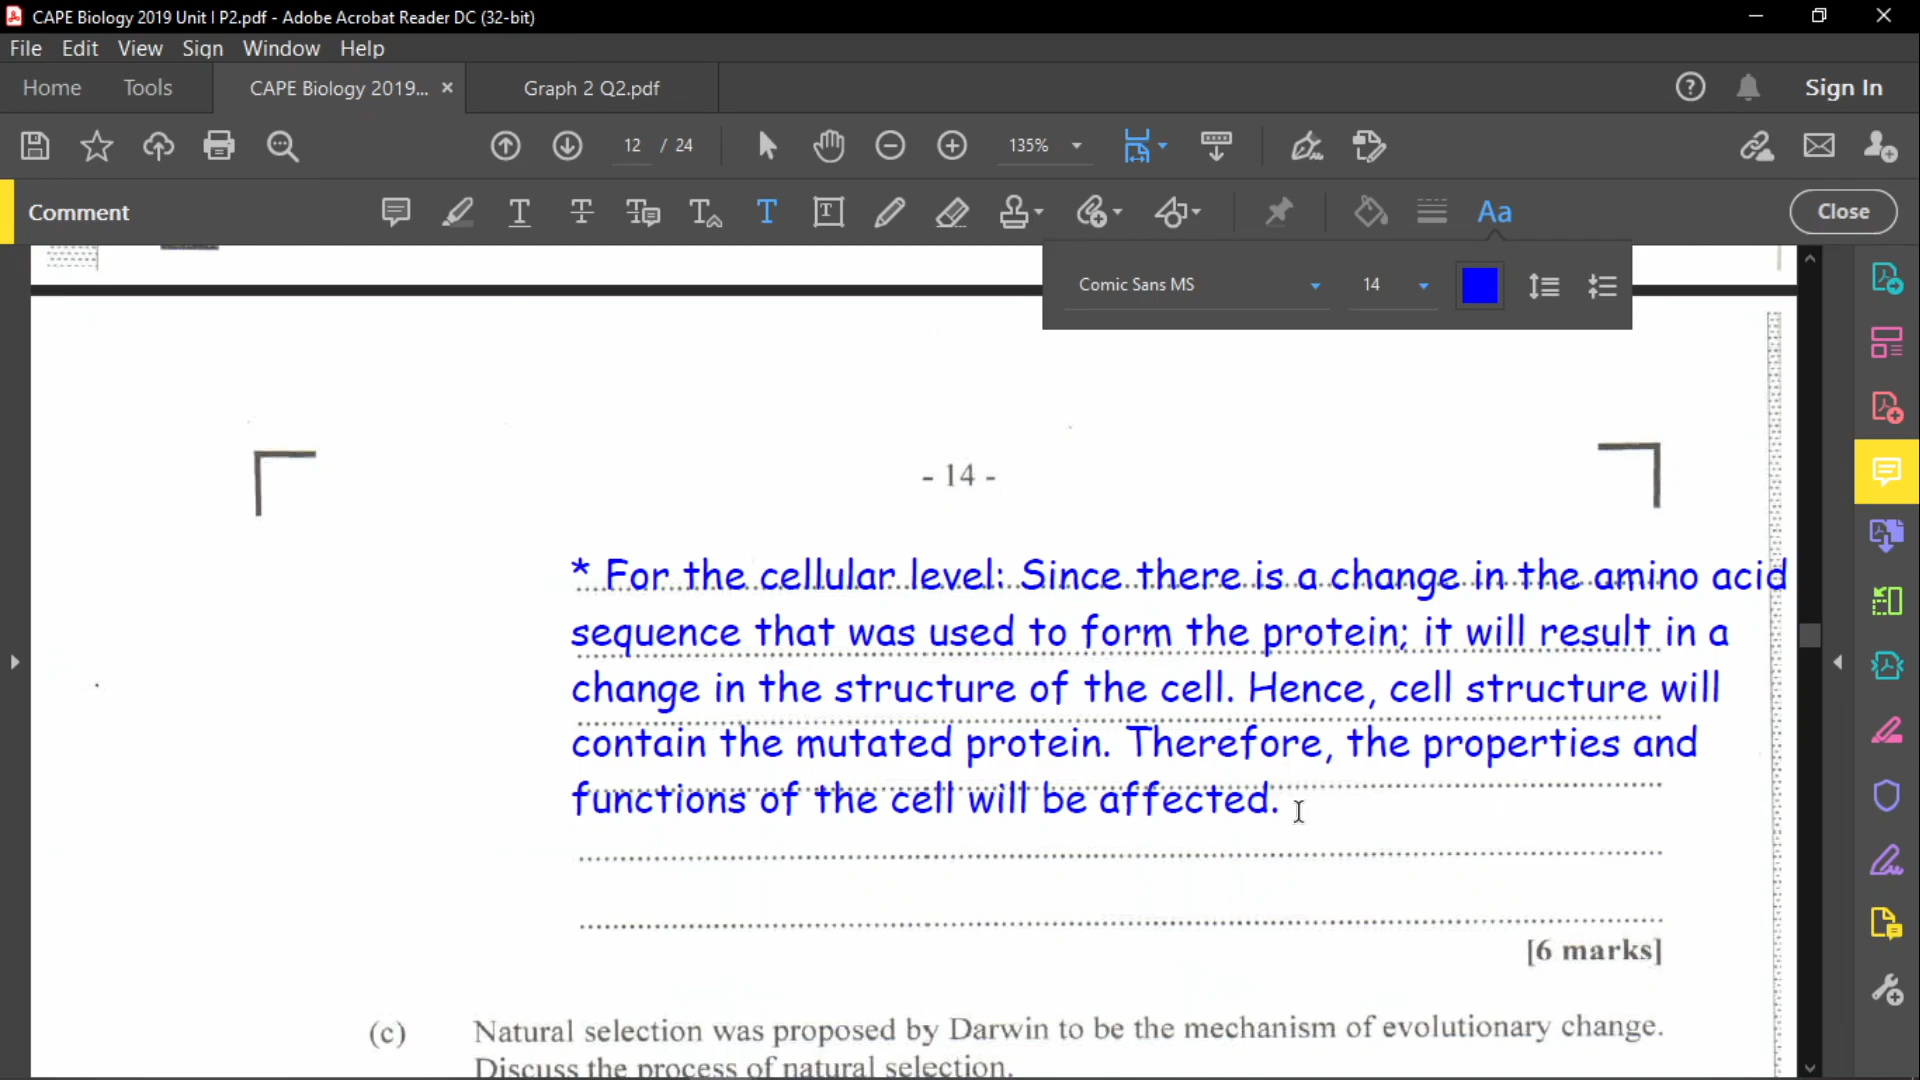 CAPE Biology 2019 Unit I P2.pdf - Adobe Acrobat Reader DC (32-bit)
File Edit View Sign Window Help
Home Tools CAPE Biology 2019... × Graph 2 Q2.pdf Sign In
12 / 24 135%
Comment Close
Comic Sans MS 14
- 14 -
* For the cellular level: Since there is a change in the amino acid
sequence that was used to form the protein; it will result in a
change in the structure of the cell. Hence, cell structure will
contain the mutated protein. Therefore, the properties and
functions of the cell will be affected.
[6 marks]
(c) Natural selection was proposed by Darwin to be the mechanism of evolutionary change.
Discuss the process of natural selection.